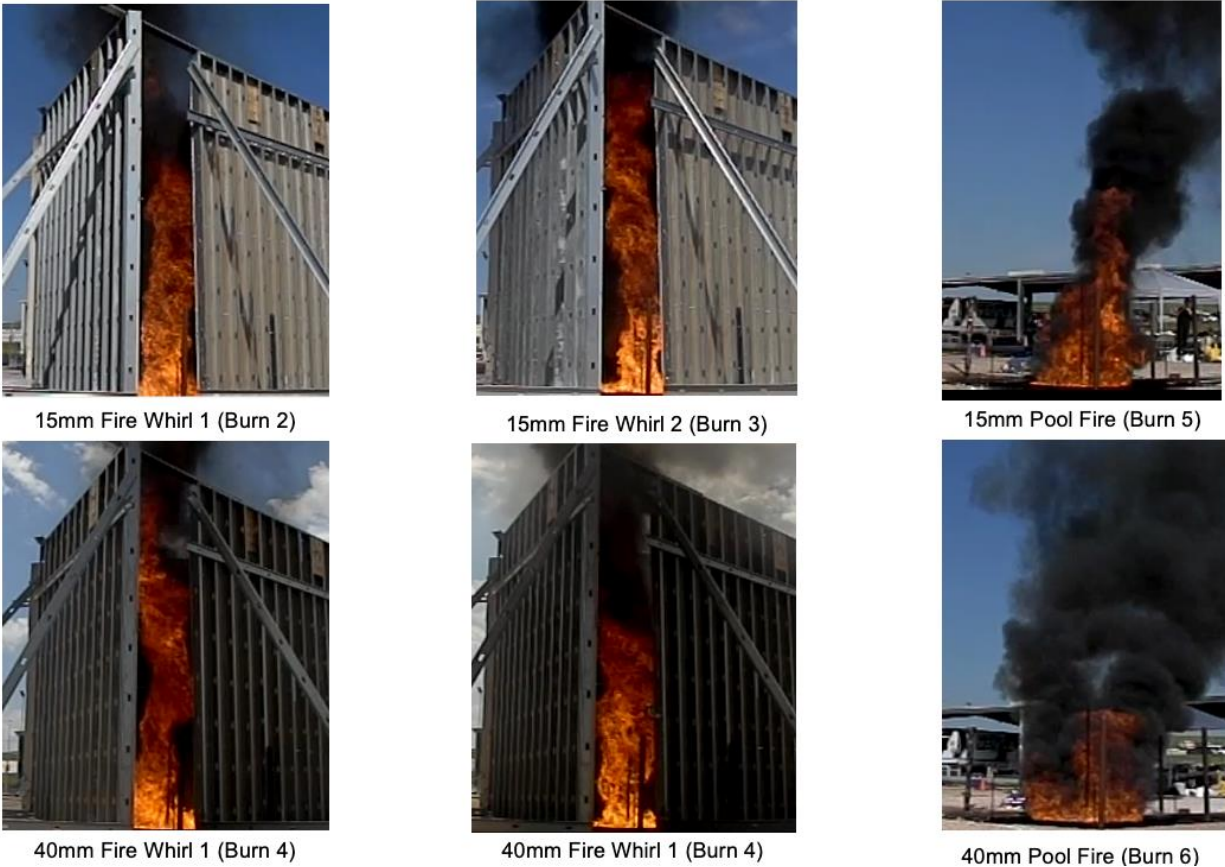 15mm Fire Whirl 1 (Burn 2)
15mm Fire Whirl 2 (Burn 3)
15mm Pool Fire (Burn 5)
40mm Fire Whirl 1 (Burn 4)
40mm Fire Whirl 1 (Burn 4)
40mm Pool Fire (Burn 6)